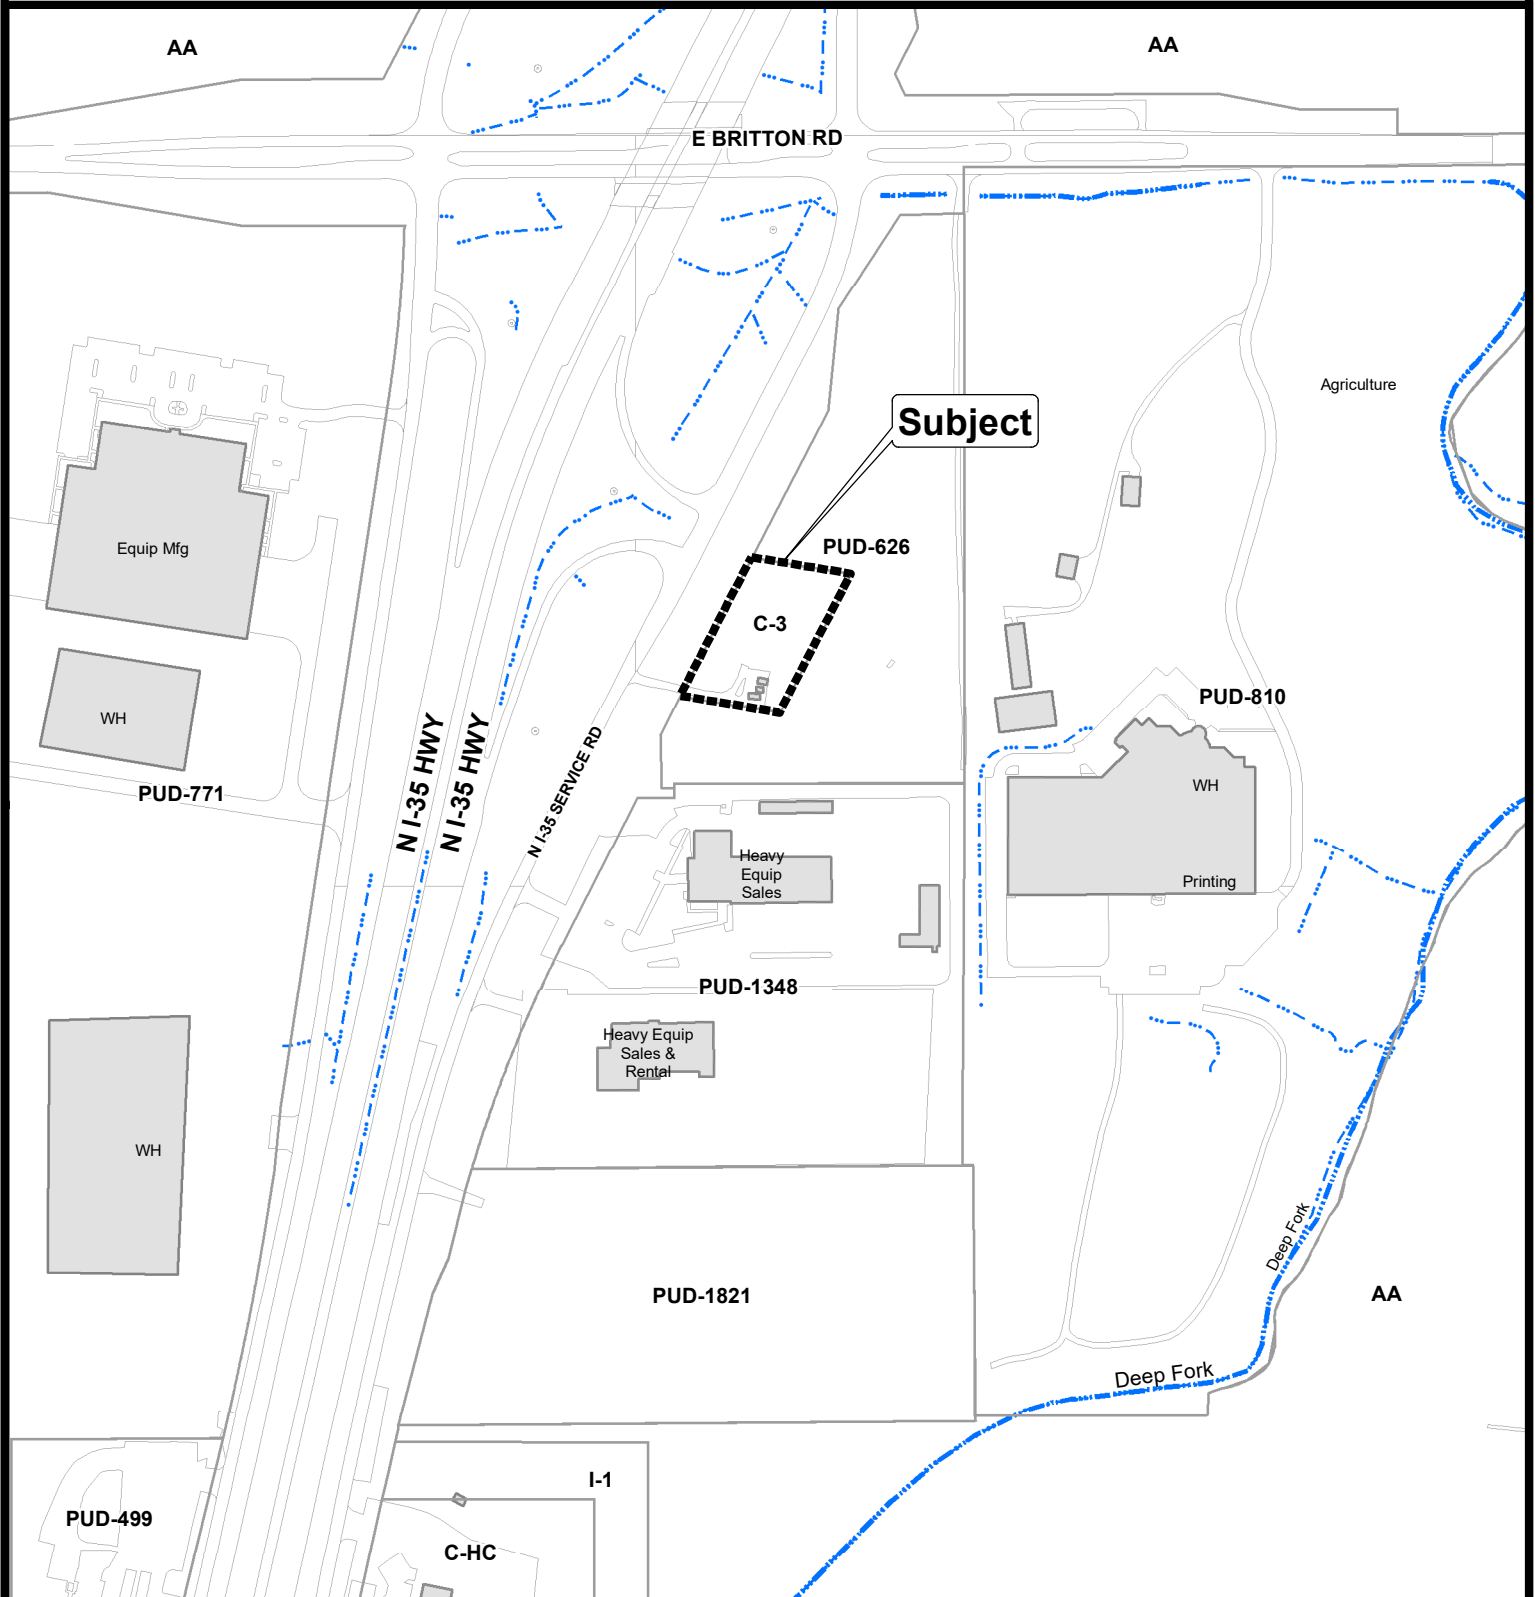 AA
AA
E BRITTON RD
Agriculture
Subject
PUD-626
Equip Mfg
C-3
PUD-810
WH
N I-35 HWY
N I-35 HWY
N I-35 SERVICE RD
PUD-771
WH
Heavy
Equip
Sales
Printing
PUD-1348
Heavy Equip
Sales &
Rental
WH
Deep Fork
PUD-1821
AA
Deep Fork
I-1
PUD-499
C-HC